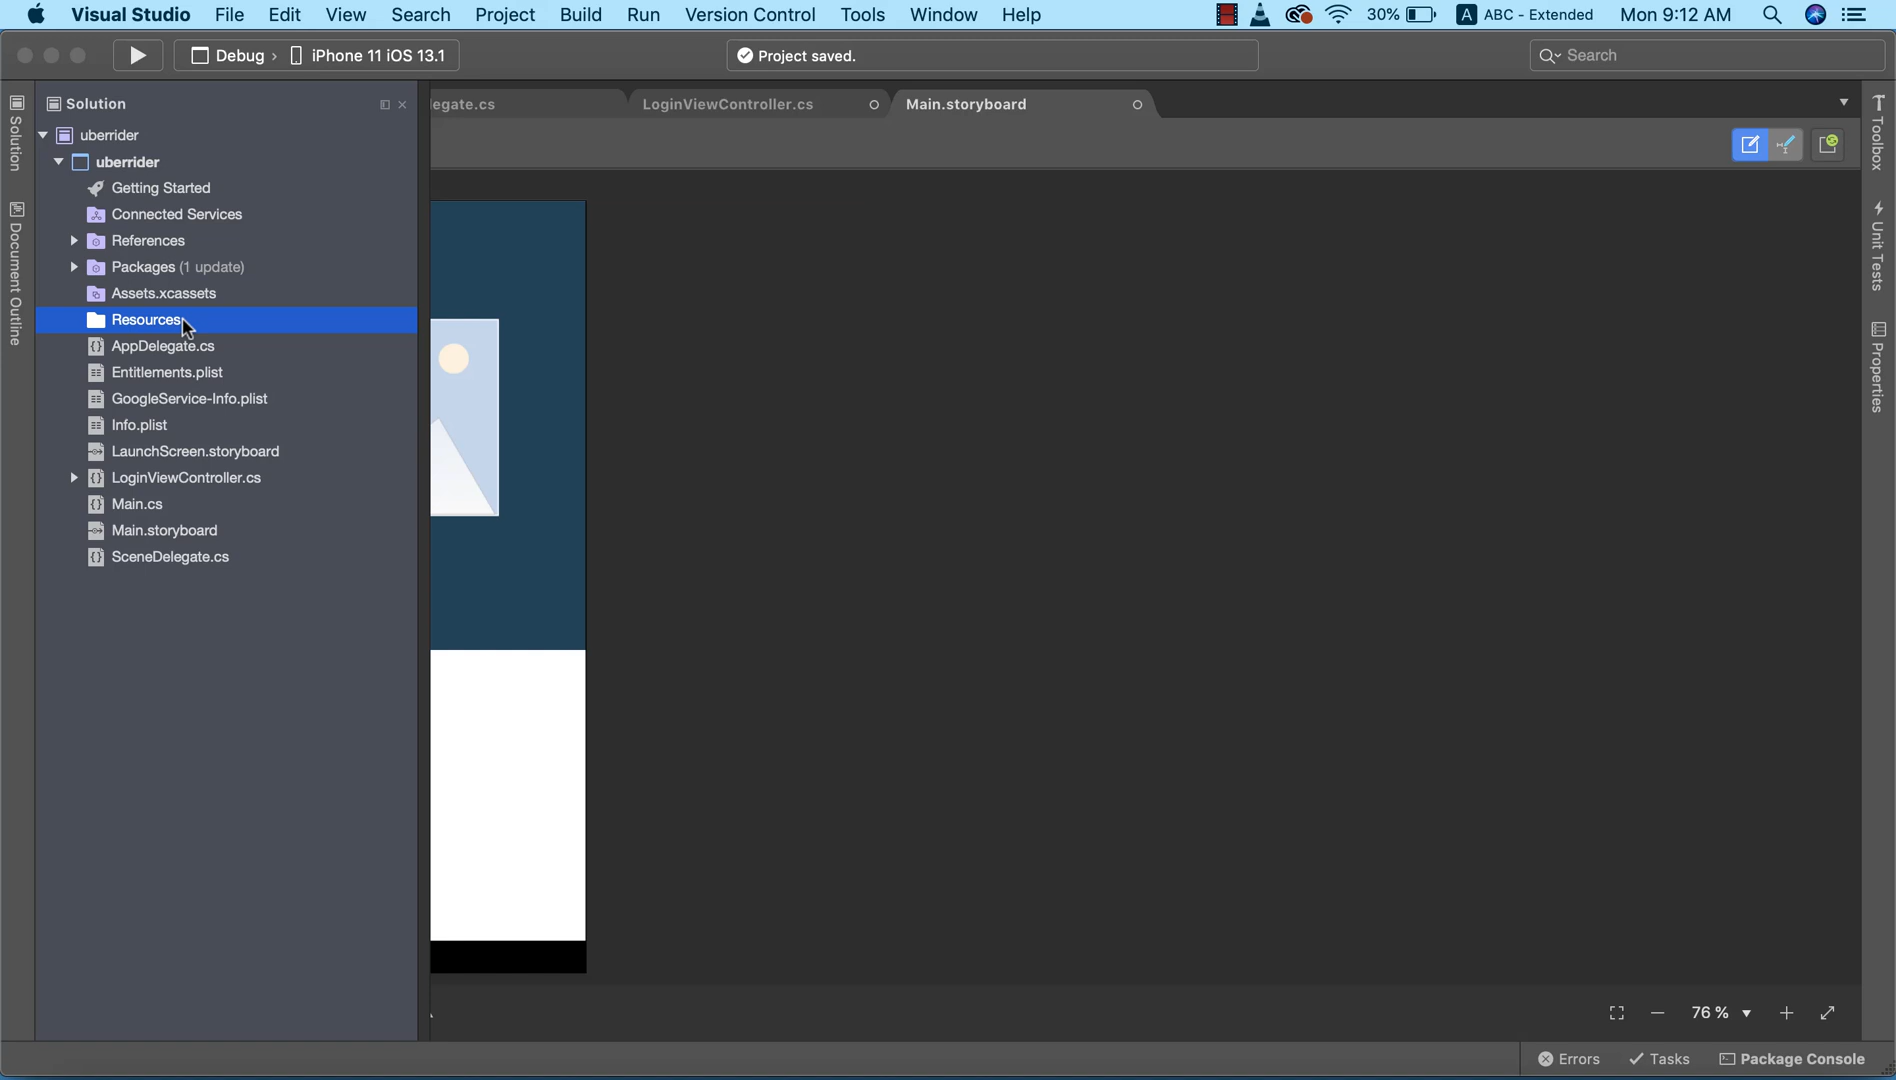 Visual Studio File Edit View Search Project Build Run Version Control Tools Window Help 30% A ABC - Extended Mon 9:12 AM
Debug › iPhone 11 iOS 13.1
Project saved.
Search
Solution
legate.cs
LoginViewController.cs
Main.storyboard
uberrider
uberrider
Getting Started
Connected Services
References
Packages (1 update)
Assets.xcassets
Resources
AppDelegate.cs
Entitlements.plist
GoogleService-Info.plist
Info.plist
LaunchScreen.storyboard
LoginViewController.cs
Main.cs
Main.storyboard
SceneDelegate.cs
Solution
Document Outline
Toolbox
Unit Tests
Properties
76 %
Errors
Tasks
Package Console